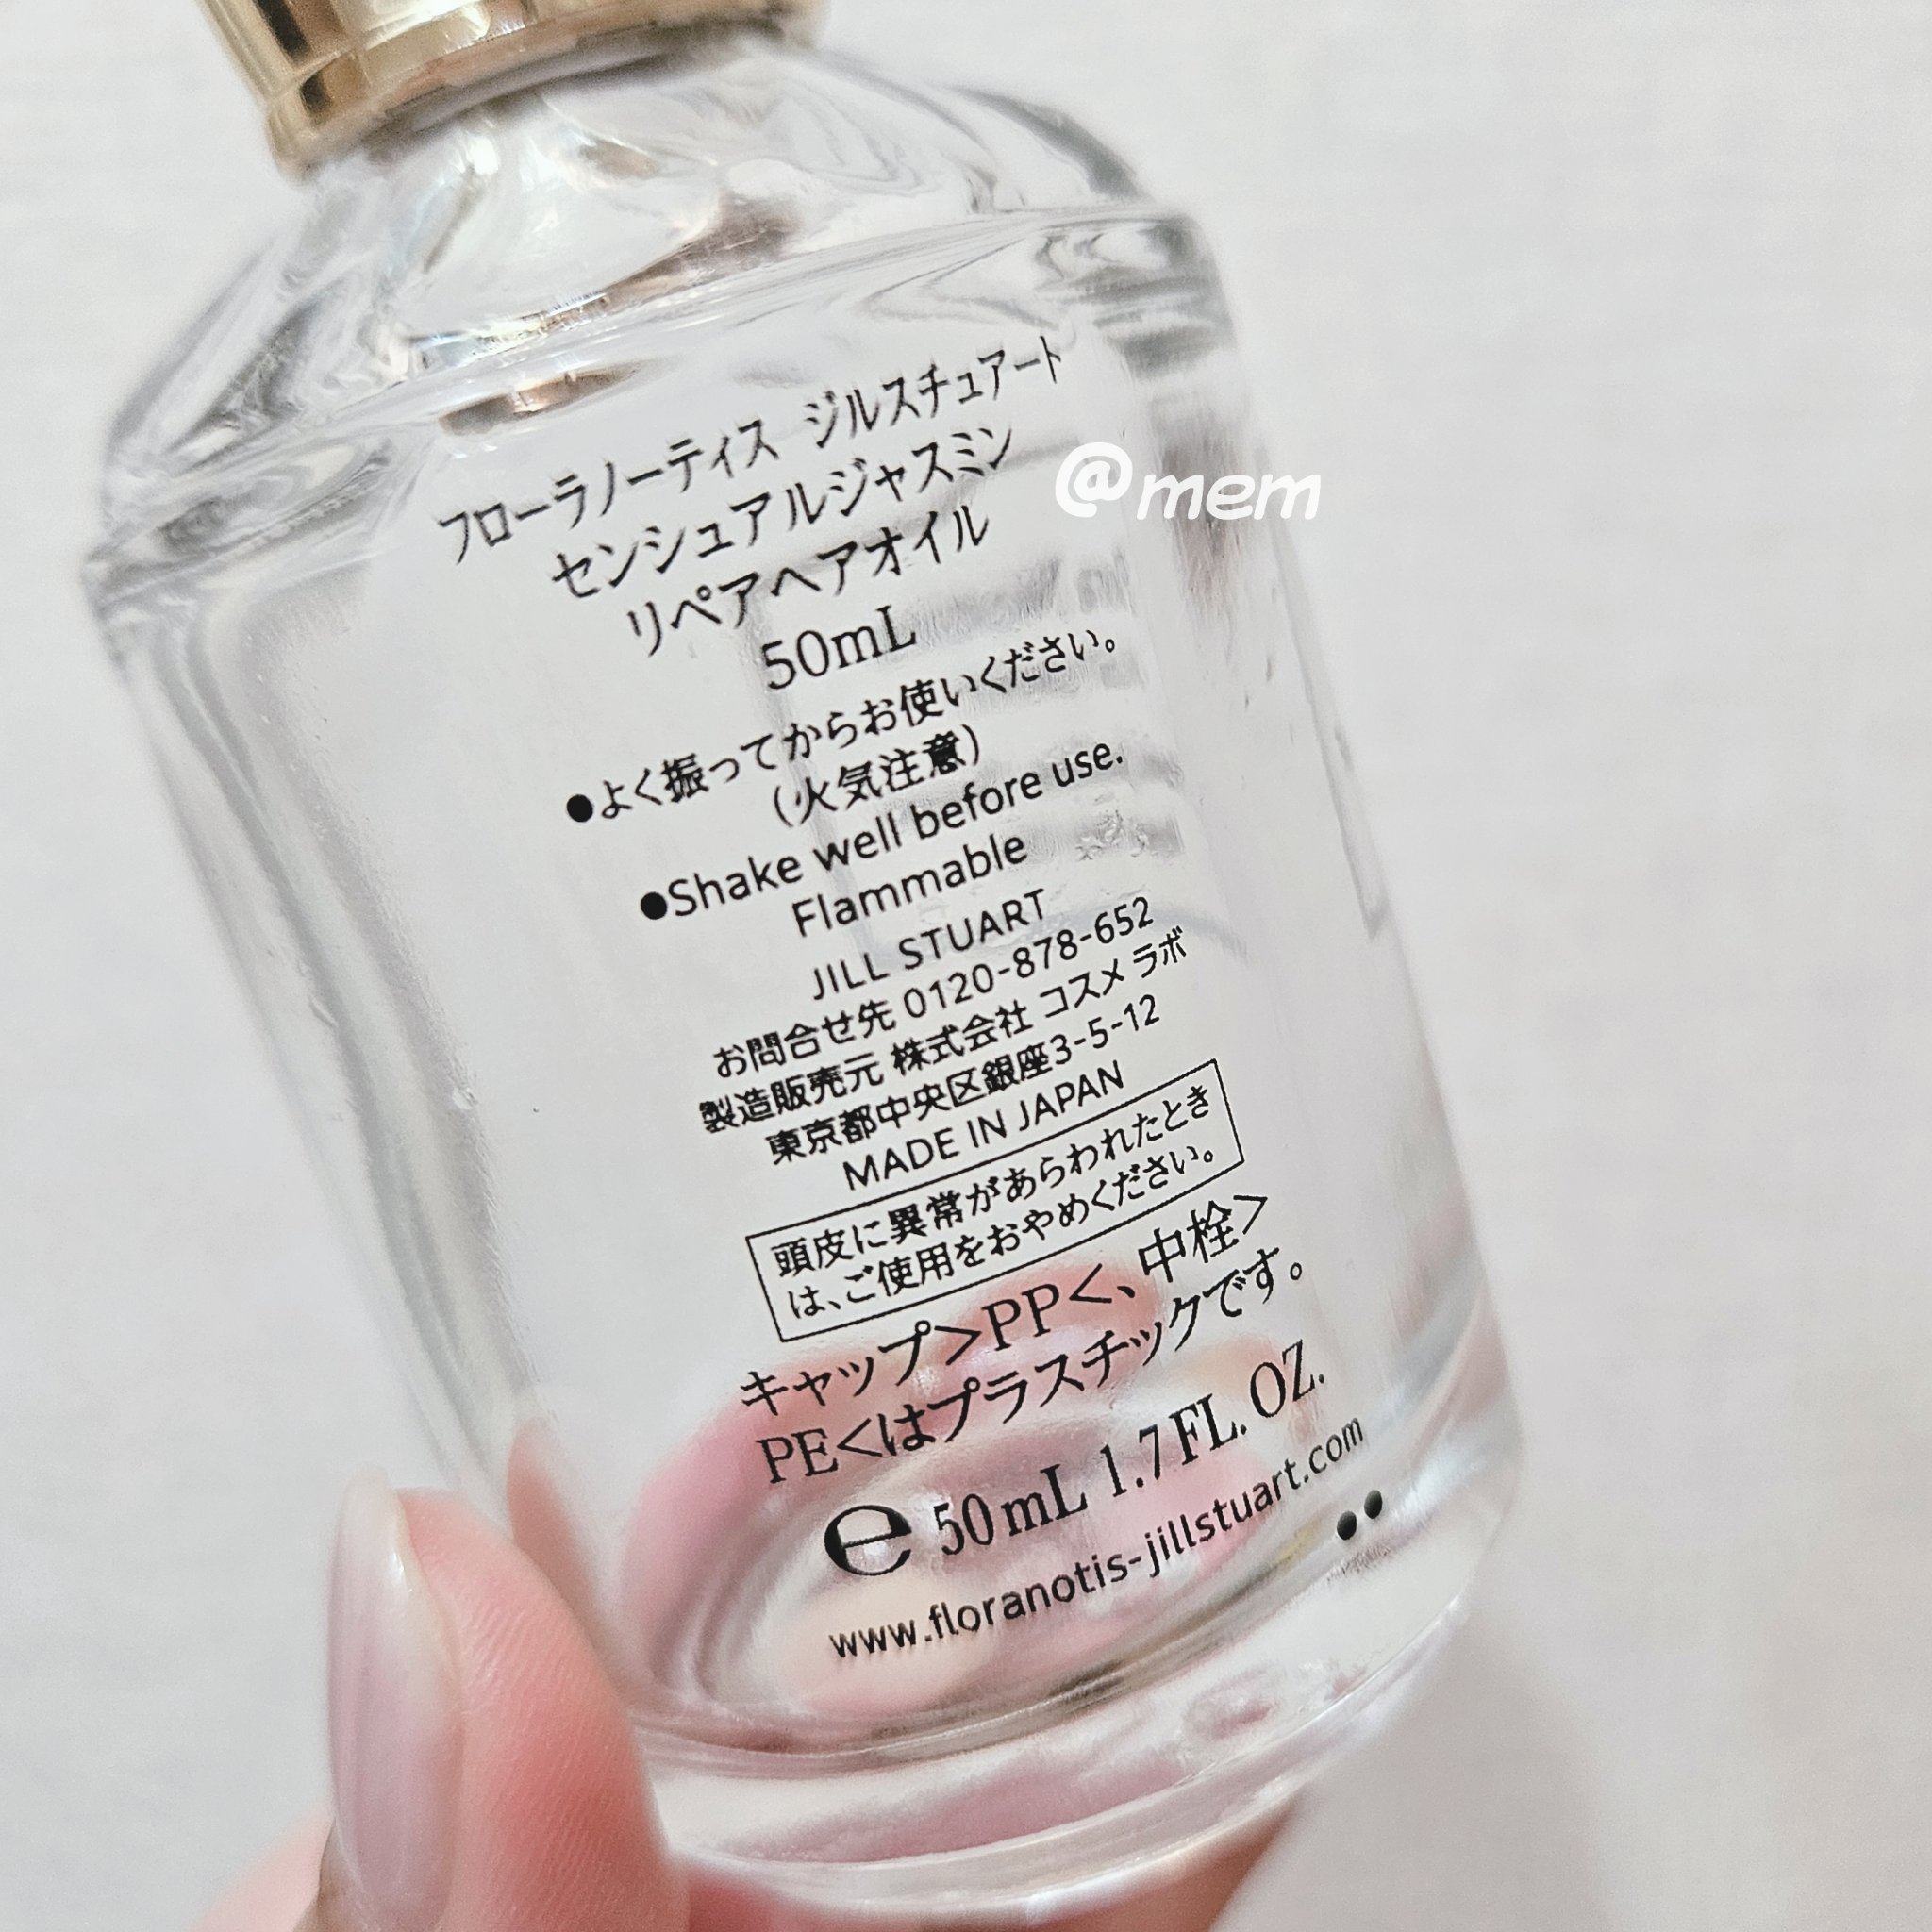 フローラノーティス ジルスチュアート
センシュアルジャスミン
リペアヘアオイル
50mL
●よく振ってからお使いください。
(火気注意)
●Shake well before use.
Flammable
JILL STUART
お問合せ先 0120-878-652
製造販売元 株式会社 コスメ ラボ
東京都中央区銀座3-5-12
MADE IN JAPAN
頭皮に異常があらわれたとき
は、ご使用をおやめください。
キャップ>PP<、中栓>
PE<はプラスチックです。
℮ 50mL 1.7FL. OZ.
www.floranotis-jillstuart.com
@mem